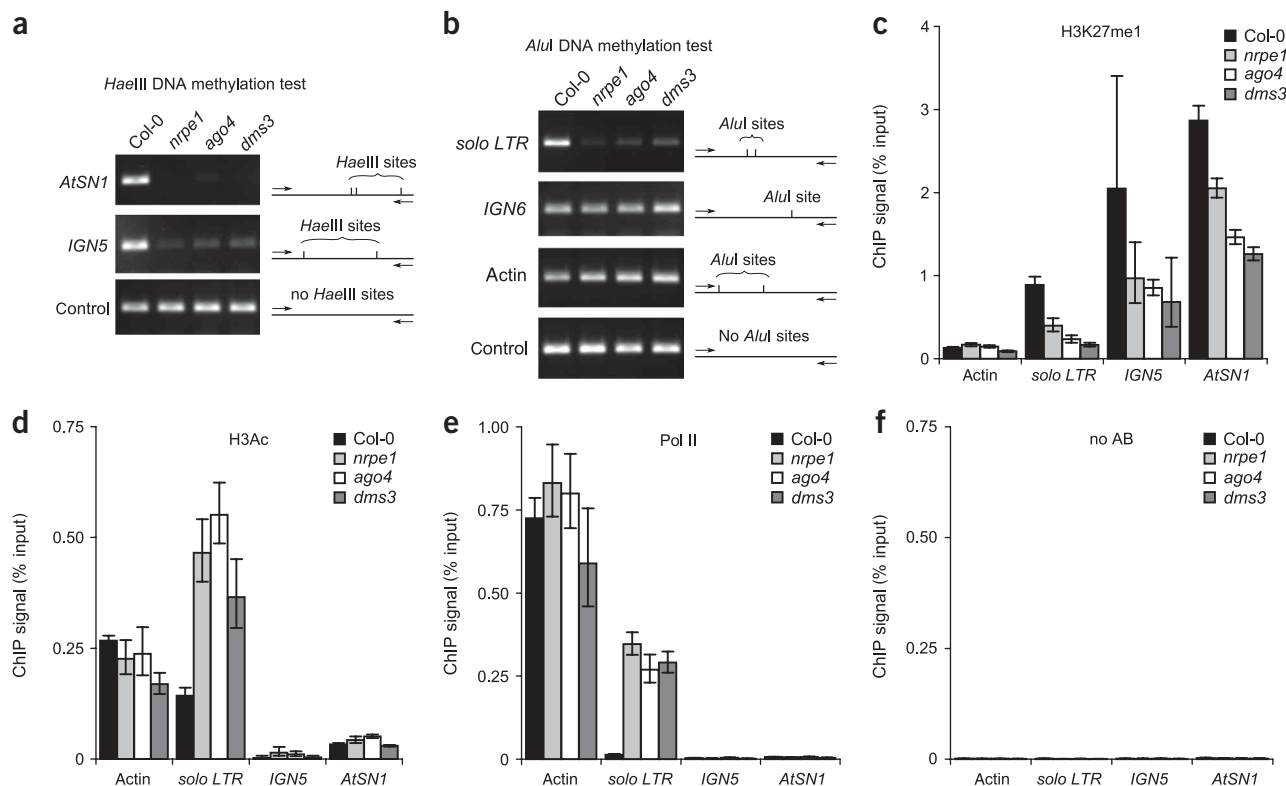 a
HaeIII DNA methylation test
Col-0
nrpe1
ago4
dms3
AtSN1
HaeIII sites
IGN5
HaeIII sites
Control
no HaeIII sites
b
AluI DNA methylation test
Col-0
nrpe1
ago4
dms3
solo LTR
AluI sites
IGN6
AluI site
Actin
AluI sites
Control
No AluI sites
c
H3K27me1
Col-0
nrpe1
ago4
dms3
ChIP signal (% input)
4
3
2
1
0
Actin solo LTR IGN5 AtSN1
d
H3Ac
Col-0
nrpe1
ago4
dms3
ChIP signal (% input)
0.75
0.50
0.25
0
Actin solo LTR IGN5 AtSN1
e
Pol II
Col-0
nrpe1
ago4
dms3
ChIP signal (% input)
1.00
0.75
0.50
0.25
0
Actin solo LTR IGN5 AtSN1
f
no AB
Col-0
nrpe1
ago4
dms3
ChIP signal (% input)
0.75
0.50
0.25
0
Actin solo LTR IGN5 AtSN1